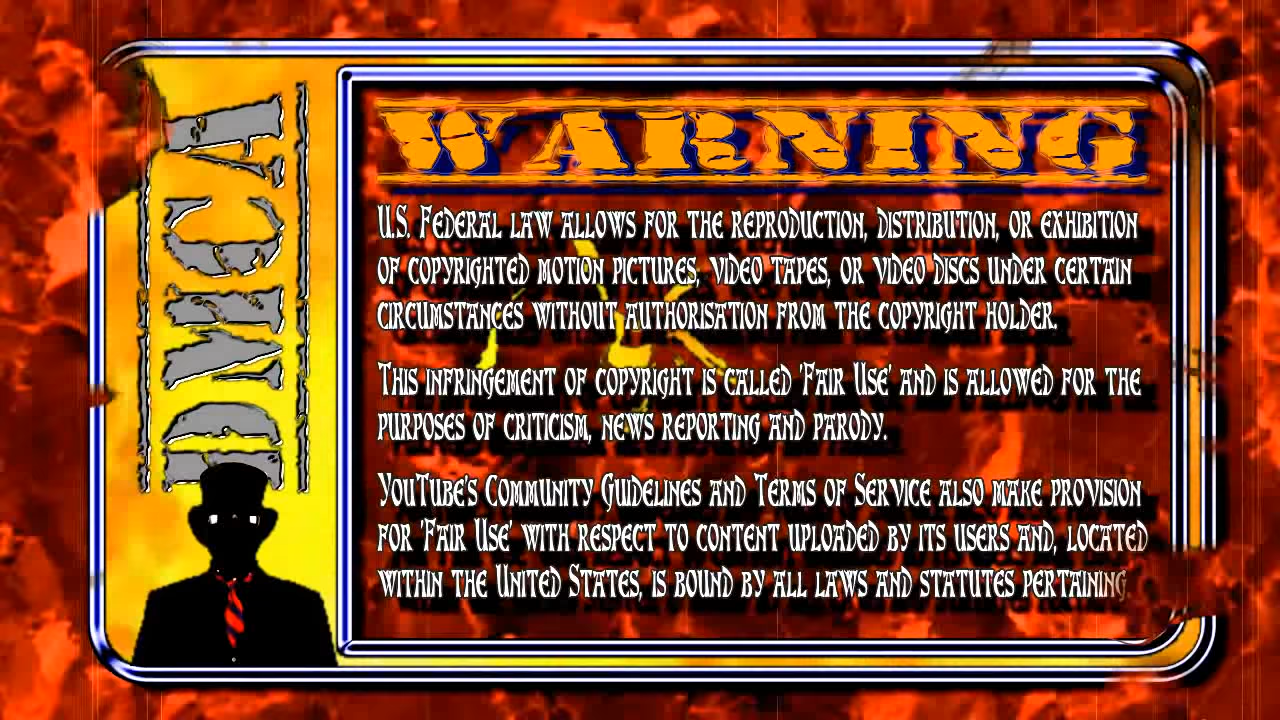 DMCA
WARNING
U.S. Federal law allows for the reproduction, distribution, or exhibition
of copyrighted motion pictures, video tapes, or video discs under certain
circumstances without authorisation from the copyright holder.
This infringement of copyright is called 'Fair Use' and is allowed for the
purposes of criticism, news reporting and parody.
YouTube's Community Guidelines and Terms of Service also make provision
for 'Fair Use' with respect to content uploaded by its users and, located
within the United States, is bound by all laws and statutes pertaining